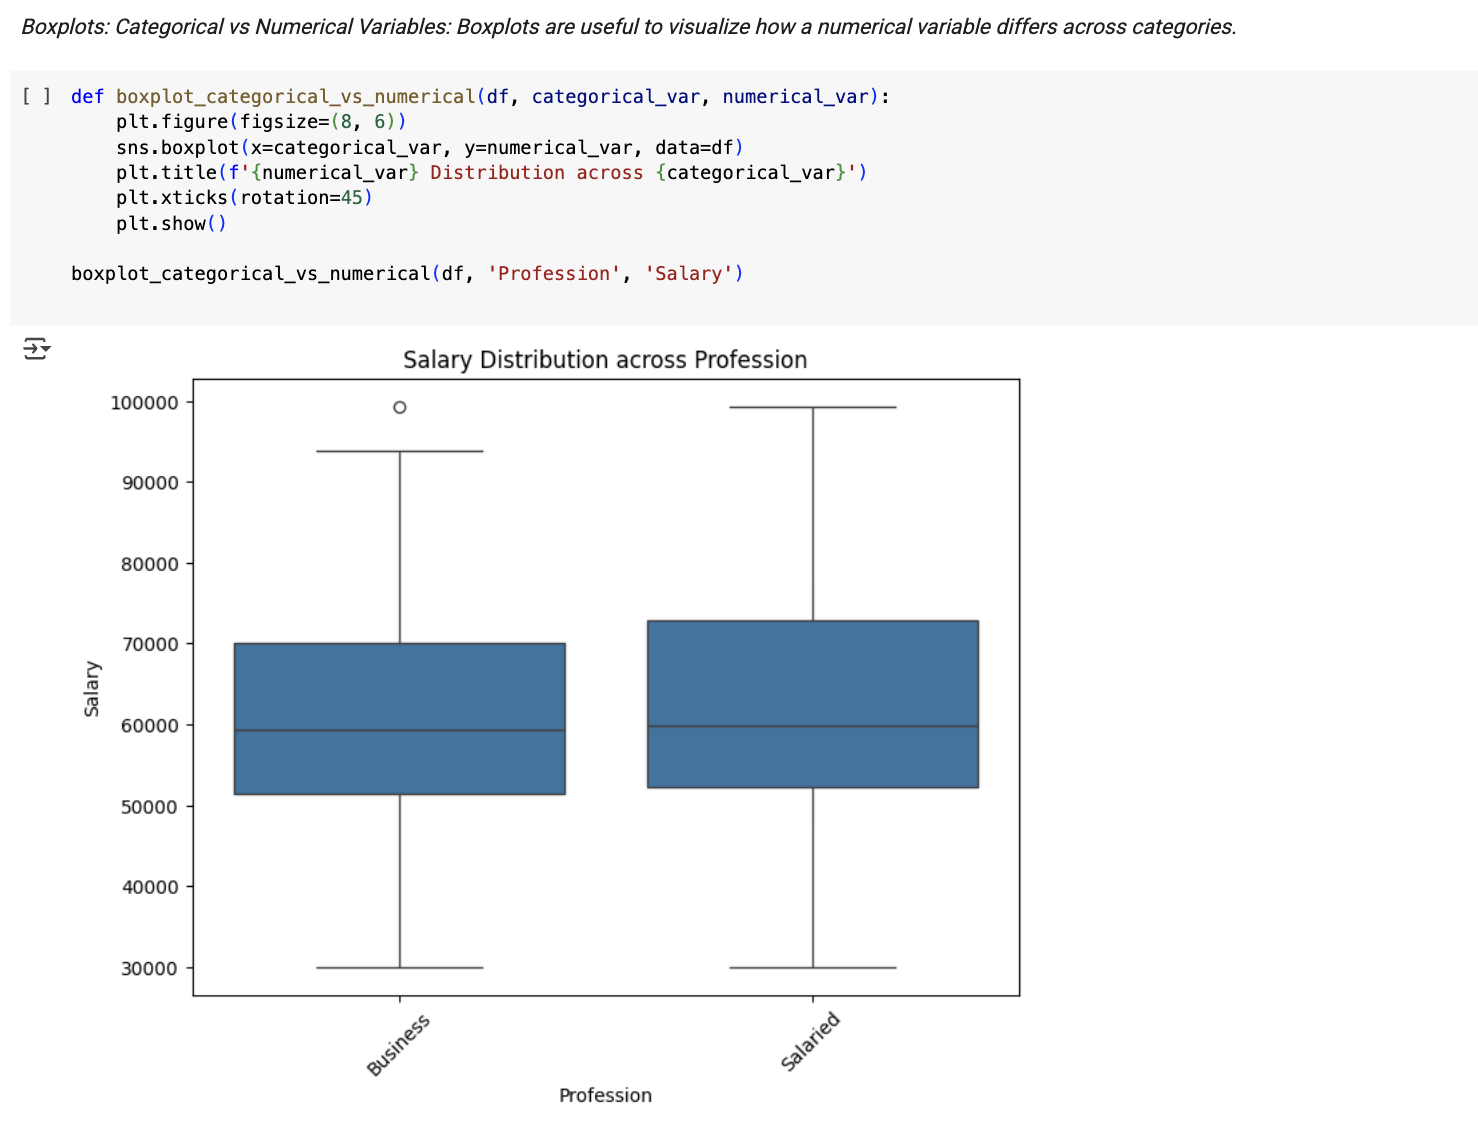 Boxplots: Categorical vs Numerical Variables: Boxplots are useful to visualize how a numerical variable differs across categories.
[ ] def boxplot_categorical_vs_numerical(df, categorical_var, numerical_var):
    plt.figure(figsize=(8, 6))
    sns.boxplot(x=categorical_var, y=numerical_var, data=df)
    plt.title(f'{numerical_var} Distribution across {categorical_var}')
    plt.xticks(rotation=45)
    plt.show()
boxplot_categorical_vs_numerical(df, 'Profession', 'Salary')
Salary Distribution across Profession
100000
90000
80000
70000
60000
50000
40000
30000
Salary
Business
Salaried
Profession